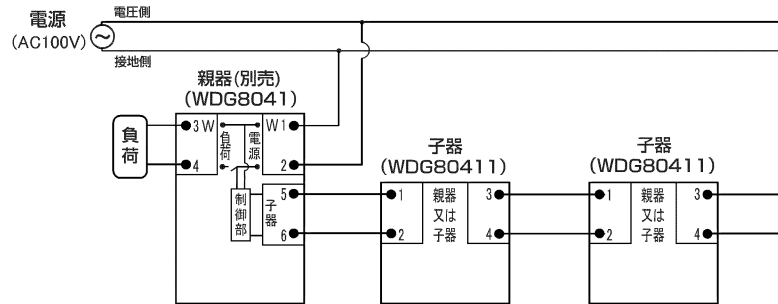 電源
(AC100V)
電圧側
接地側
親器(別売)
(WDG8041)
負荷
3 W
4
負荷
電源
W 1
2
制御部
子器
5
6
子器
(WDG80411)
1
2
親器
又は
子器
3
4
子器
(WDG80411)
1
2
親器
又は
子器
3
4